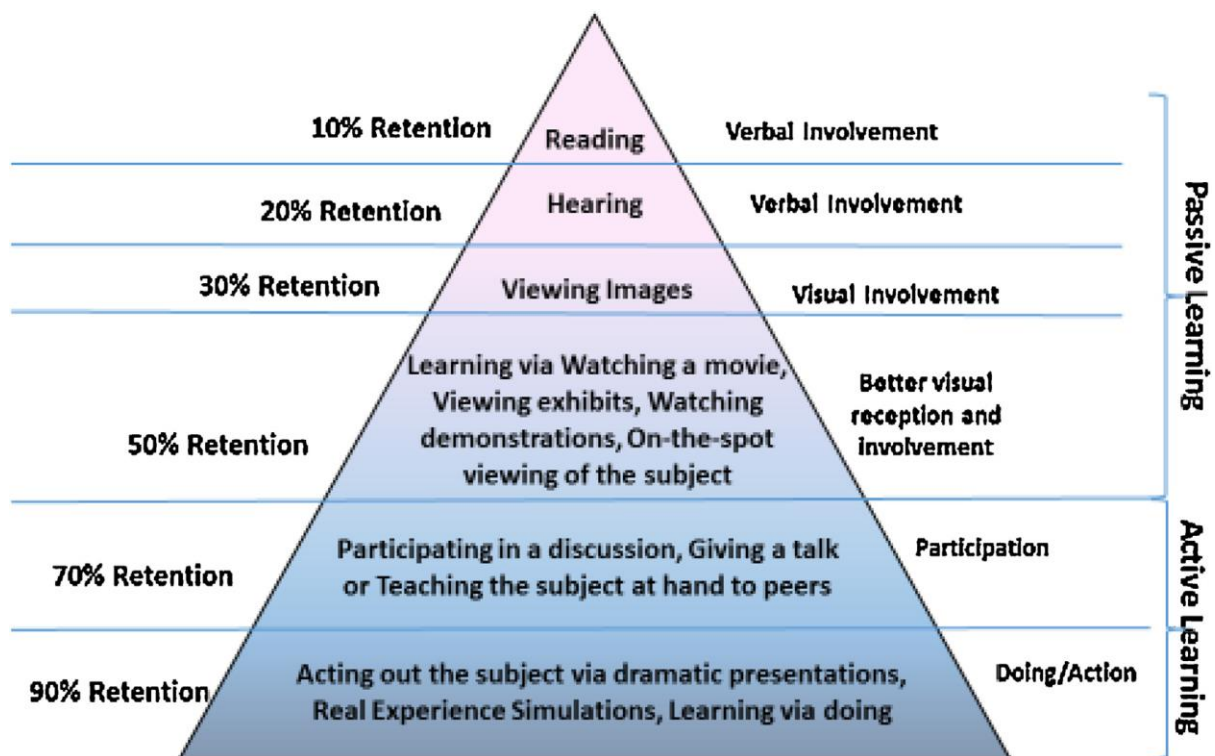 10% Retention
Reading
Verbal Involvement
20% Retention
Hearing
Verbal Involvement
30% Retention
Viewing Images
Visual Involvement
50% Retention
Learning via Watching a movie,
Viewing exhibits, Watching
demonstrations, On-the-spot
viewing of the subject
Better visual
reception and
involvement
Passive Learning
70% Retention
Participating in a discussion, Giving a talk
or Teaching the subject at hand to peers
Participation
90% Retention
Acting out the subject via dramatic presentations,
Real Experience Simulations, Learning via doing
Doing/Action
Active Learning